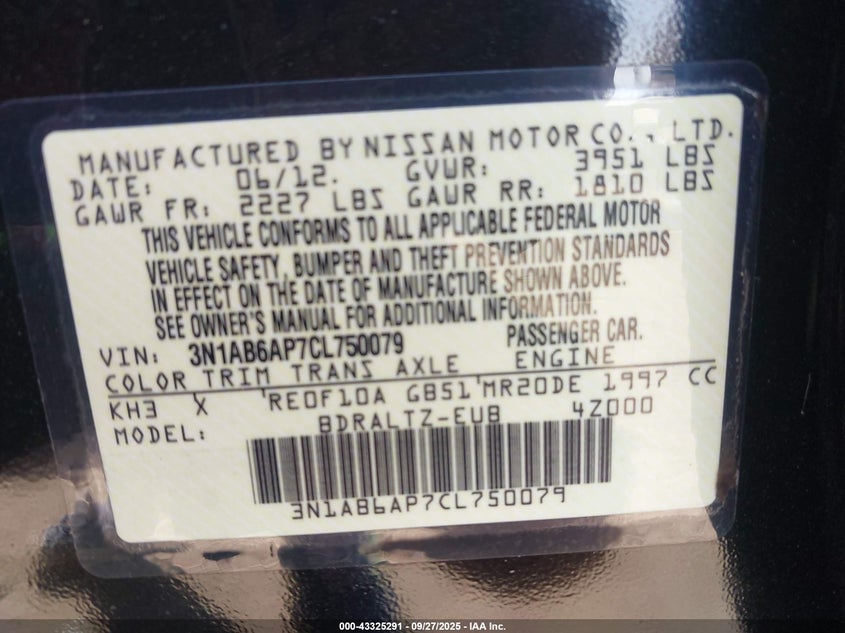 MANUFACTURED BY NISSAN MOTOR CO., LTD.
DATE: 06/12. GVWR: 3951 LBS
GAWR FR: 2227 LBS GAWR RR: 1810 LBS
THIS VEHICLE CONFORMS TO ALL APPLICABLE FEDERAL MOTOR
VEHICLE SAFETY, BUMPER AND THEFT PREVENTION STANDARDS
IN EFFECT ON THE DATE OF MANUFACTURE SHOWN ABOVE.
SEE OWNER'S MANUAL FOR ADDITIONAL INFORMATION.
VIN: 3N1AB6AP7CL750079 PASSENGER CAR.
COLOR TRIM TRANS AXLE ENGINE
KH3 X RE0F10A GB51 MR20DE 1997 CC
MODEL: BDRALTZ-EUB 4Z000
3N1AB6AP7CL750079
000-43325291 - 09/27/2025 - IAA Inc.